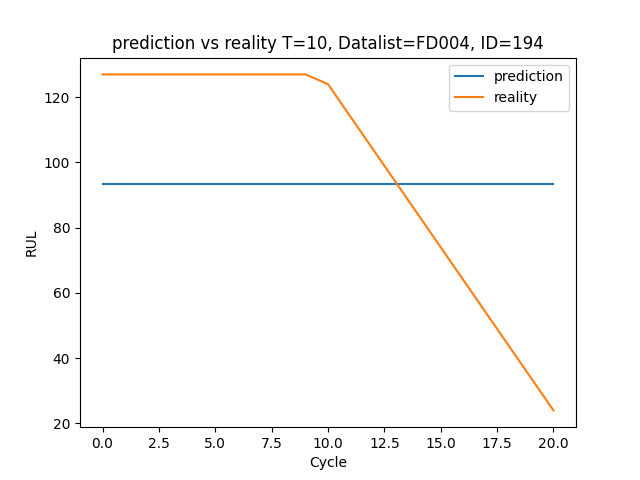 prediction vs reality T=10, Datalist=FD004, ID=194
prediction
reality
120
100
80
60
40
20
RUL
0.0 2.5 5.0 7.5 10.0 12.5 15.0 17.5 20.0
Cycle